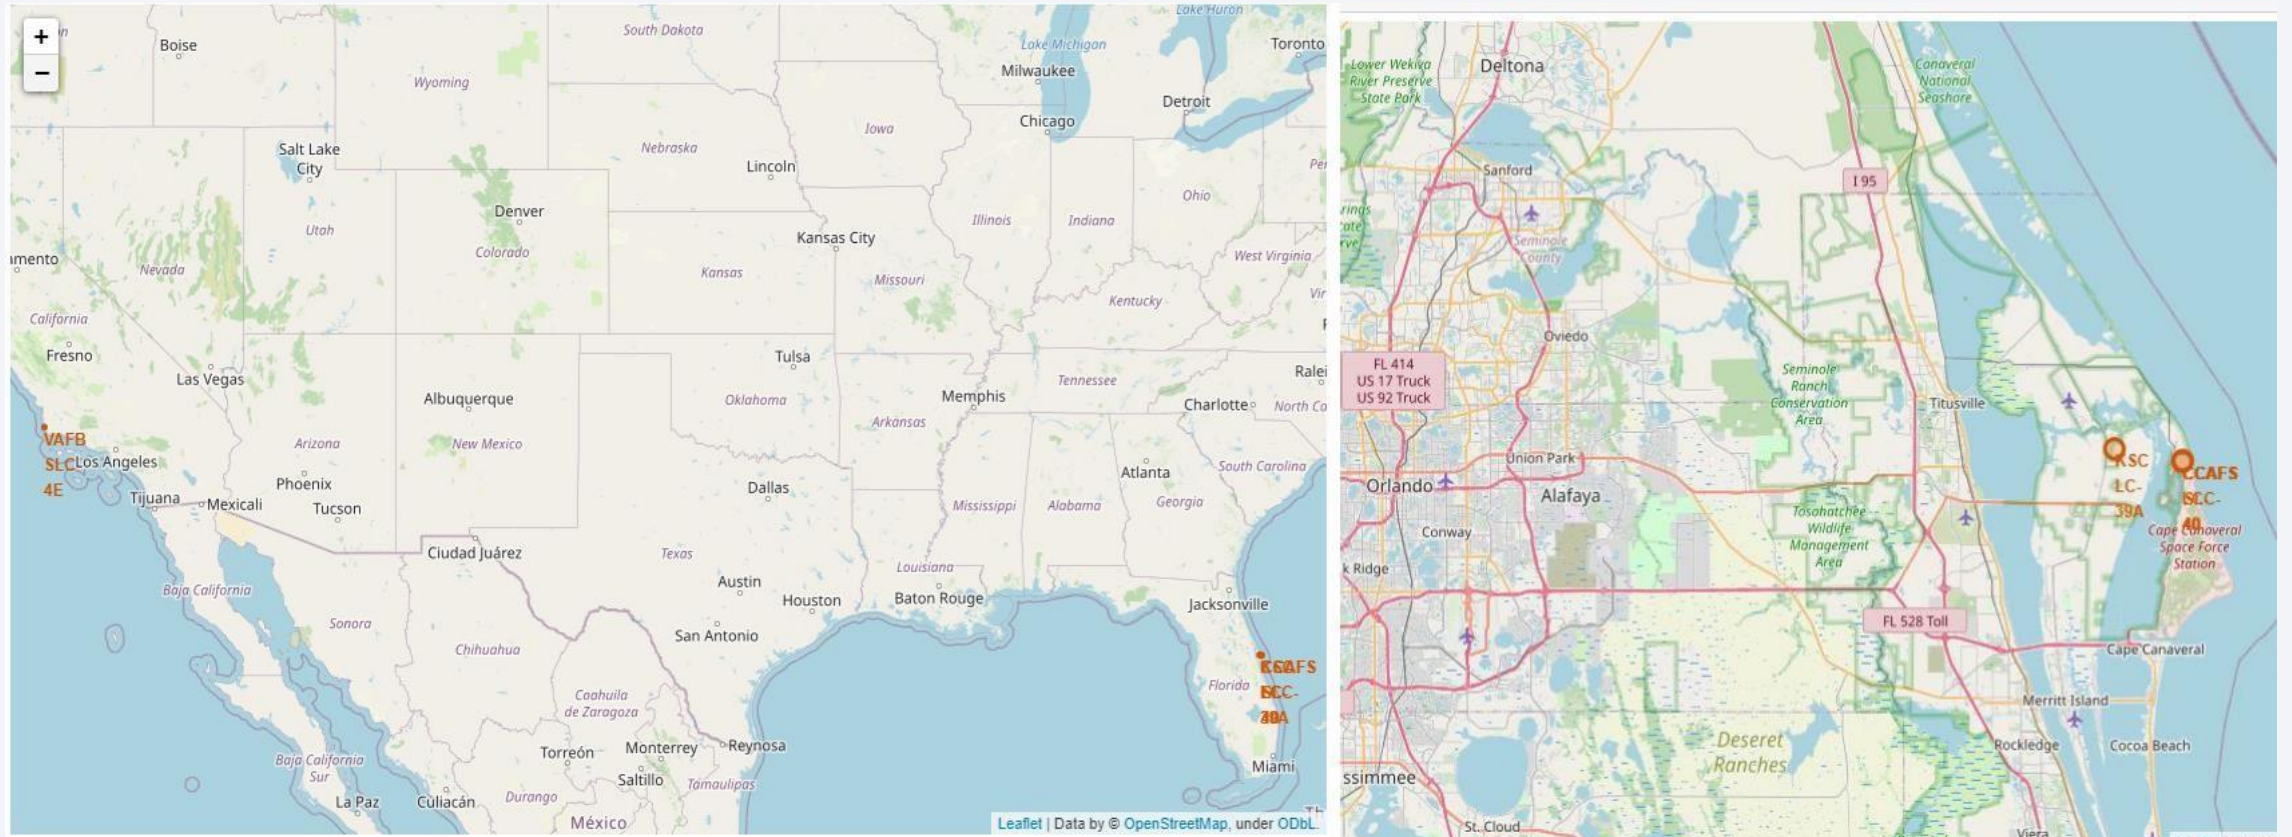 +
−
Boise
South Dakota
Lake Huron
Lake Michigan
Toronto
Milwaukee
Wyoming
Detroit
Chicago
Iowa
Salt Lake
City
Nebraska
Lincoln
Ohio
Denver
Illinois
Indiana
Utah
Kansas City
Colorado
West Virginia
Nevada
Kansas
Missouri
Kentucky
California
Fresno
Las Vegas
Tulsa
Tennessee
Albuquerque
Oklahoma
Memphis
Charlotte
Arkansas
VAFB
SLC
4E
Los Angeles
Arizona
New Mexico
South Carolina
Atlanta
Phoenix
Dallas
Tijuana
Mexicali
Tucson
Mississippi
Alabama
Georgia
Ciudad Juárez
Texas
Louisiana
Baja California
Austin
Houston
Baton Rouge
Jacksonville
Sonora
San Antonio
Chihuahua
Florida
Coahuila
de Zaragoza
Torreón
Monterrey
Reynosa
Baja California
Sur
Saltillo
Tamaulipas
Miami
La Paz
Culiacán
Durango
México
Leaflet | Data by © OpenStreetMap, under ODbL.
Lower Wekiva
River Preserve
State Park
Deltona
Canaveral
National
Seashore
Sanford
I 95
Seminole
County
Oviedo
FL 414
US 17 Truck
US 92 Truck
Seminole
Ranch
Conservation
Area
Titusville
Union Park
Orlando
Alafaya
KSC
LC-
39A
CCAFS
40
Tosohatchee
Wildlife
Management
Area
Cape Canaveral
Space Force
Station
Conway
k Ridge
FL 528 Toll
Cape Canaveral
Merritt Island
Deseret
Ranches
Rockledge
Cocoa Beach
ssimmee
St. Cloud
Viera